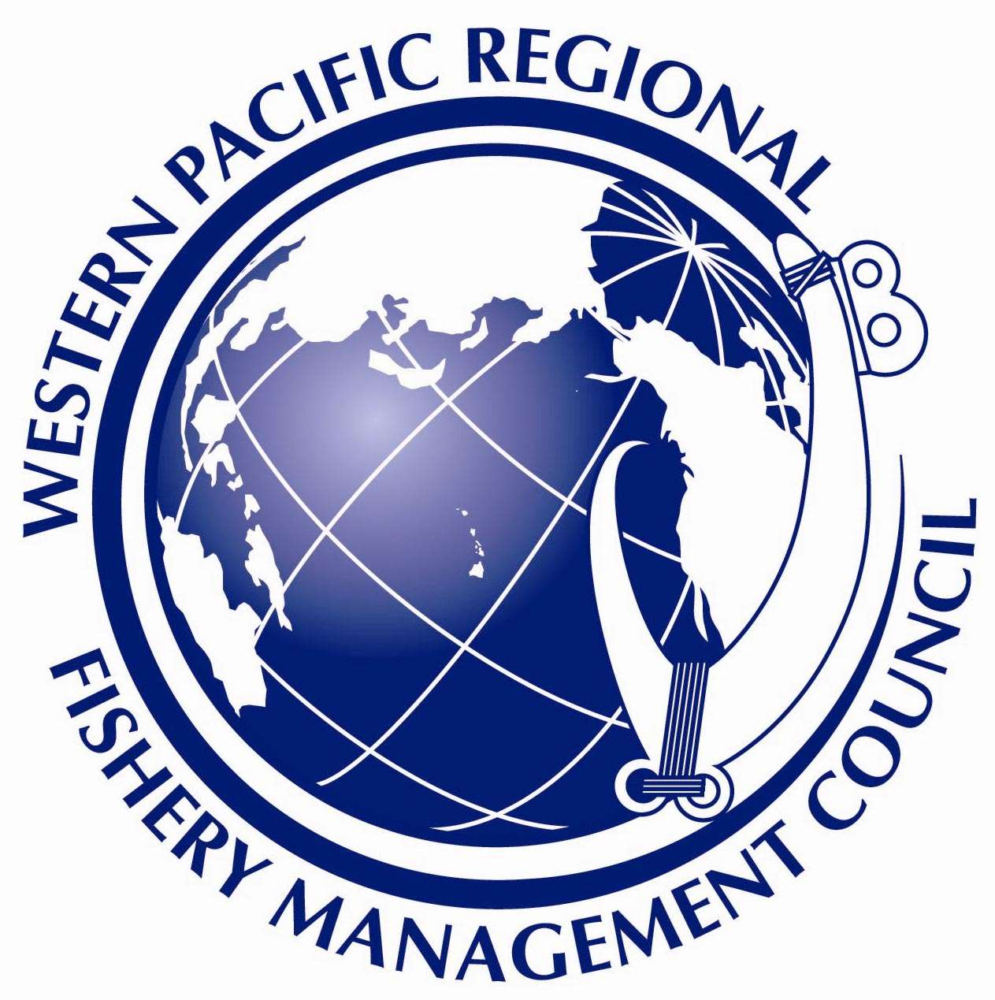 WESTERN PACIFIC REGIONAL
FISHERY MANAGEMENT COUNCIL